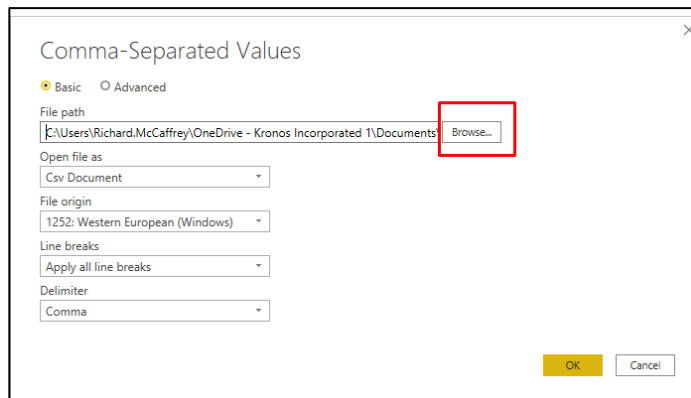 Comma-Separated Values
Basic Advanced
File path
C:\Users\Richard.McCaffrey\OneDrive - Kronos Incorporated 1\Documents\ Browse...
Open file as
Csv Document
File origin
1252: Western European (Windows)
Line breaks
Apply all line breaks
Delimiter
Comma
OK Cancel